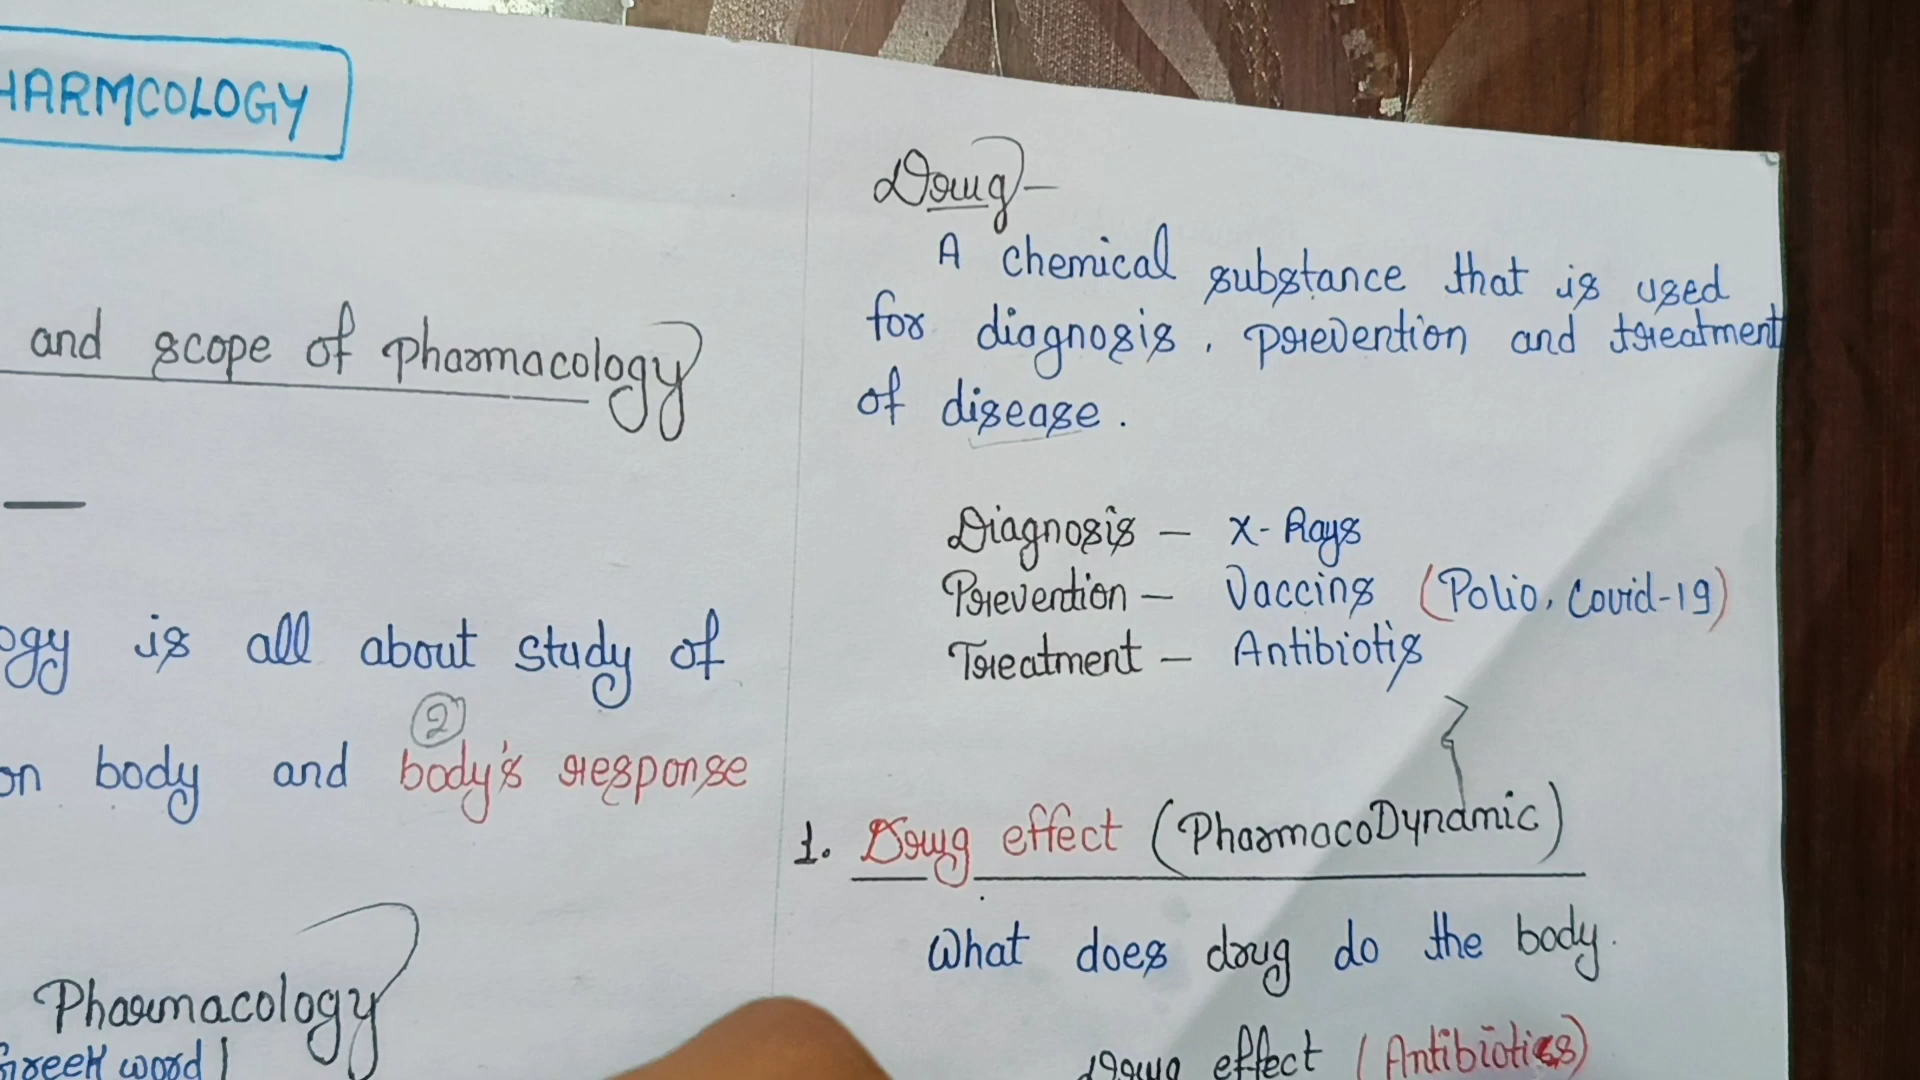 HARMCOLOGY
and scope of pharmacology
ogy is all about study of
2
on body and body's response
Pharmacology
Greek word
Drug -
A chemical substance that is used
for diagnosis, prevention and treatment
of disease.
Diagnosis - X-Rays
Prevention - Vaccins (Polio, Covid-19)
Treatment - Antibiotis
1. Drug effect (PharmacoDynamic)
What does drug do the body.
Drug effect (Antibiotics)